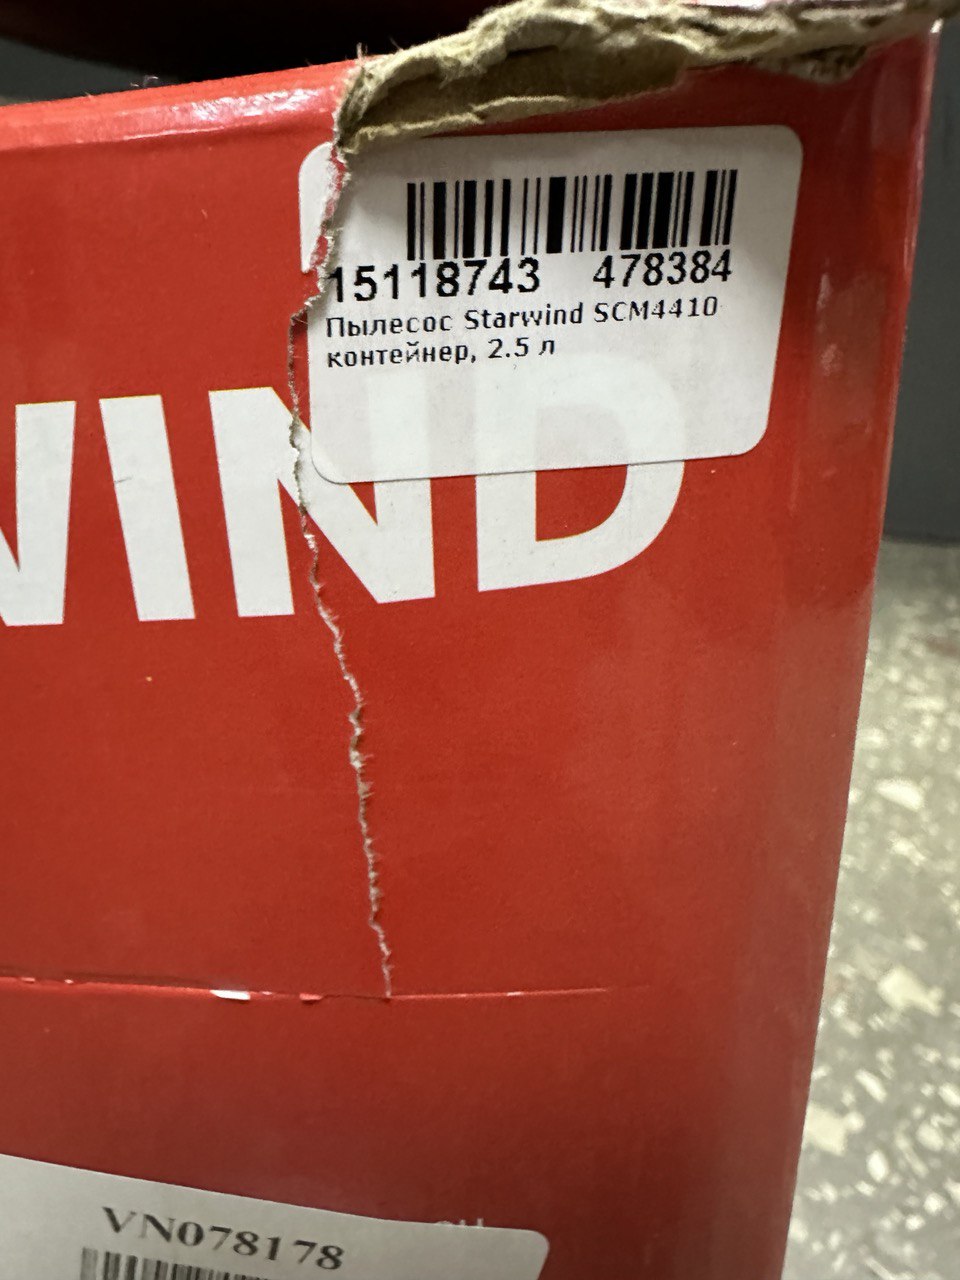 15118743 478384
Пылесос Starwind SCM4410
контейнер, 2.5 л
WIND
VN078178